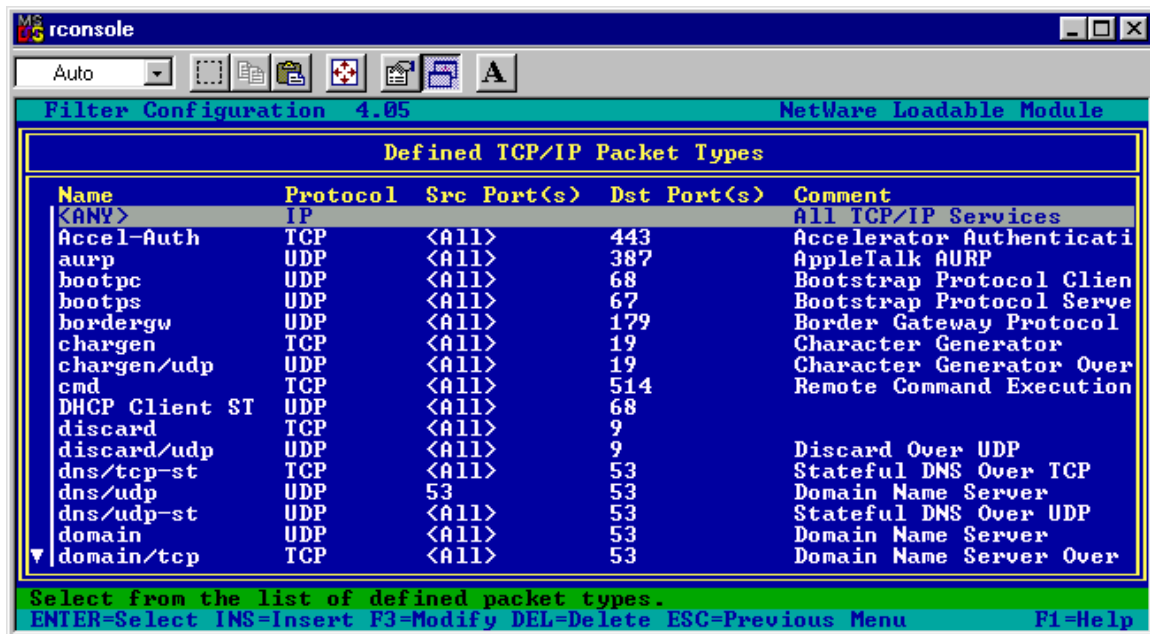 rconsole
Auto
A
Filter Configuration 4.05 NetWare Loadable Module
Defined TCP/IP Packet Types
Name Protocol Src Port(s) Dst Port(s) Comment
<ANY> IP All TCP/IP Services
Accel-Auth TCP <All> 443 Accelerator Authenticati
aurp UDP <All> 387 AppleTalk AURP
bootpc UDP <All> 68 Bootstrap Protocol Clien
bootps UDP <All> 67 Bootstrap Protocol Serve
bordergw UDP <All> 179 Border Gateway Protocol
chargen TCP <All> 19 Character Generator
chargen/udp UDP <All> 19 Character Generator Over
cmd TCP <All> 514 Remote Command Execution
DHCP Client ST UDP <All> 68
discard TCP <All> 9
discard/udp UDP <All> 9 Discard Over UDP
dns/tcp-st TCP <All> 53 Stateful DNS Over TCP
dns/udp UDP 53 53 Domain Name Server
dns/udp-st UDP <All> 53 Stateful DNS Over UDP
domain UDP <All> 53 Domain Name Server
domain/tcp TCP <All> 53 Domain Name Server Over
Select from the list of defined packet types.
ENTER=Select INS=Insert F3=Modify DEL=Delete ESC=Previous Menu F1=Help